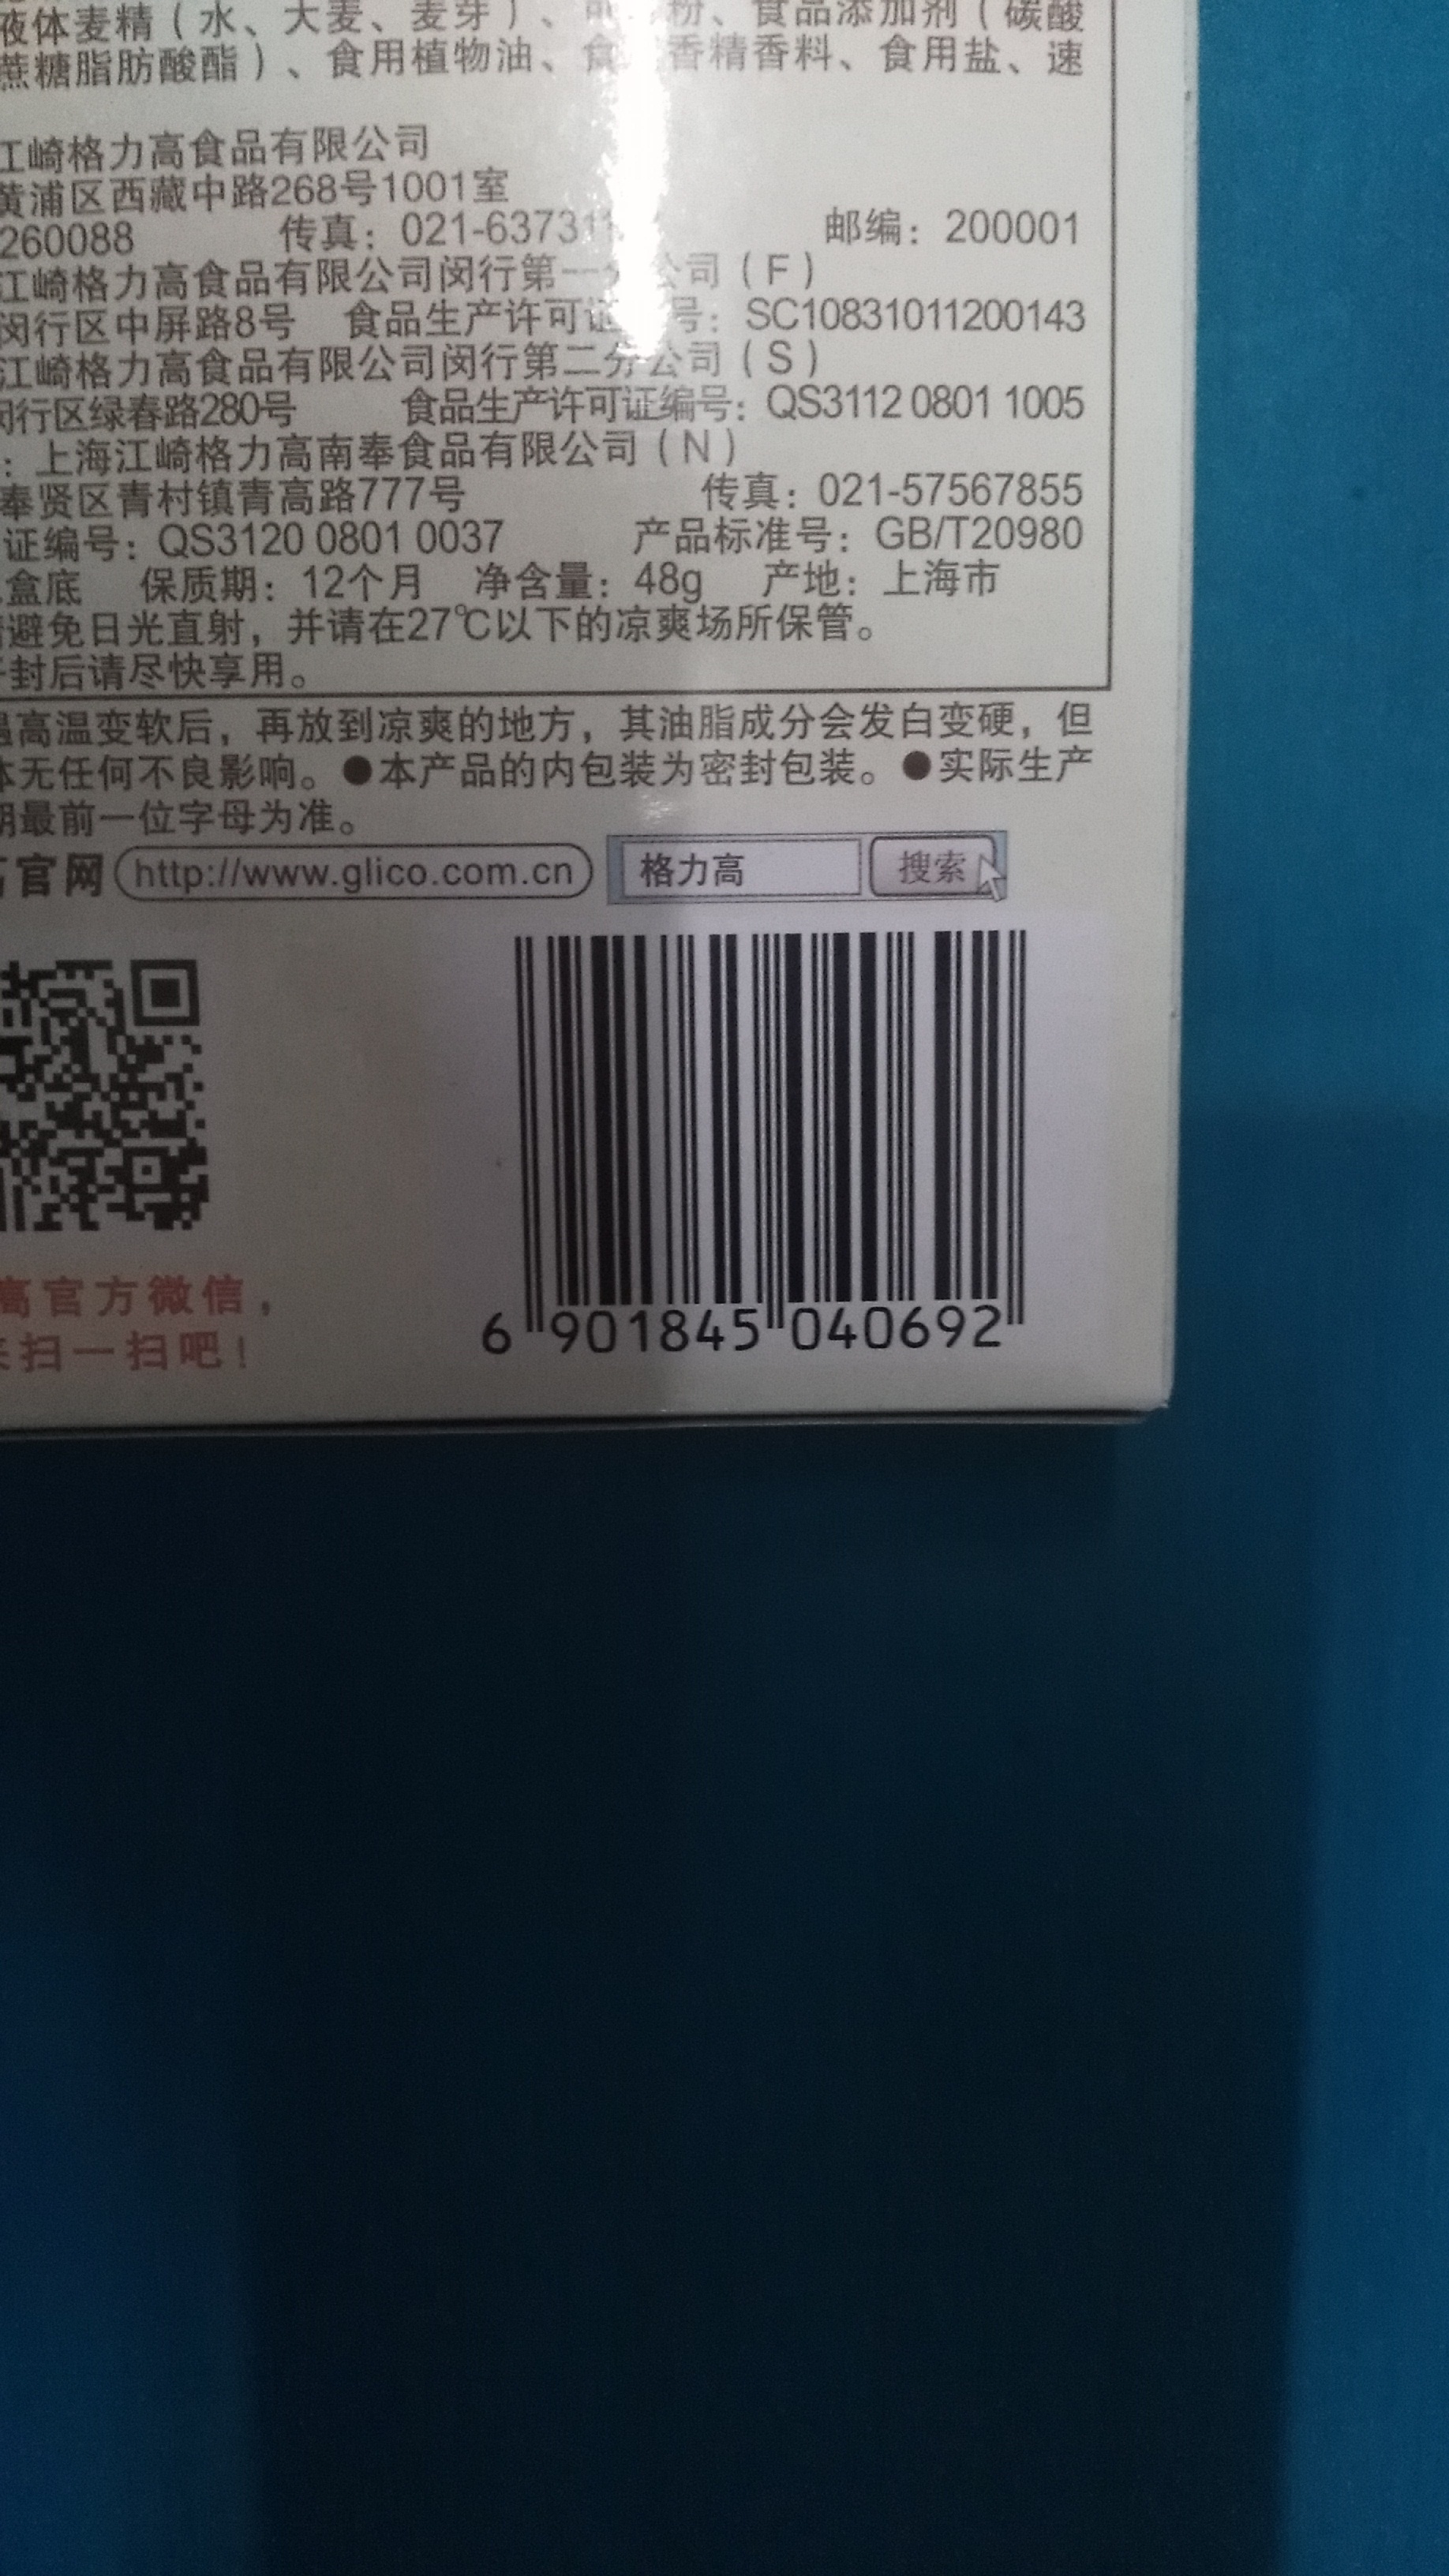 液体麦精（水、大麦、麦芽）、 粉、食品添加剂（碳酸
蔗糖脂肪酸酯）、食用植物油、食 香精香料、食用盐、速
江崎格力高食品有限公司
黄浦区西藏中路268号1001室
260088 传真：021-63731 邮编：200001
江崎格力高食品有限公司闵行第一分公司（F）
闵行区中屏路8号 食品生产许可证 号：SC10831011200143
江崎格力高食品有限公司闵行第二分公司（S）
闵行区绿春路280号 食品生产许可证编号：QS3112 0801 1005
：上海江崎格力高南奉食品有限公司（N）
奉贤区青村镇青高路777号 传真：021-57567855
证编号：QS3120 0801 0037 产品标准号：GB/T20980
盒底 保质期：12个月 净含量：48g 产地：上海市
避免日光直射，并请在27℃以下的凉爽场所保管。
封后请尽快享用。
遇高温变软后，再放到凉爽的地方，其油脂成分会发白变硬，但
体无任何不良影响。●本产品的内包装为密封包装。●实际生产
期最前一位字母为准。
官网 http://www.glico.com.cn 格力高 搜索
高官方微信，
来扫一扫吧！
6 901845 040692